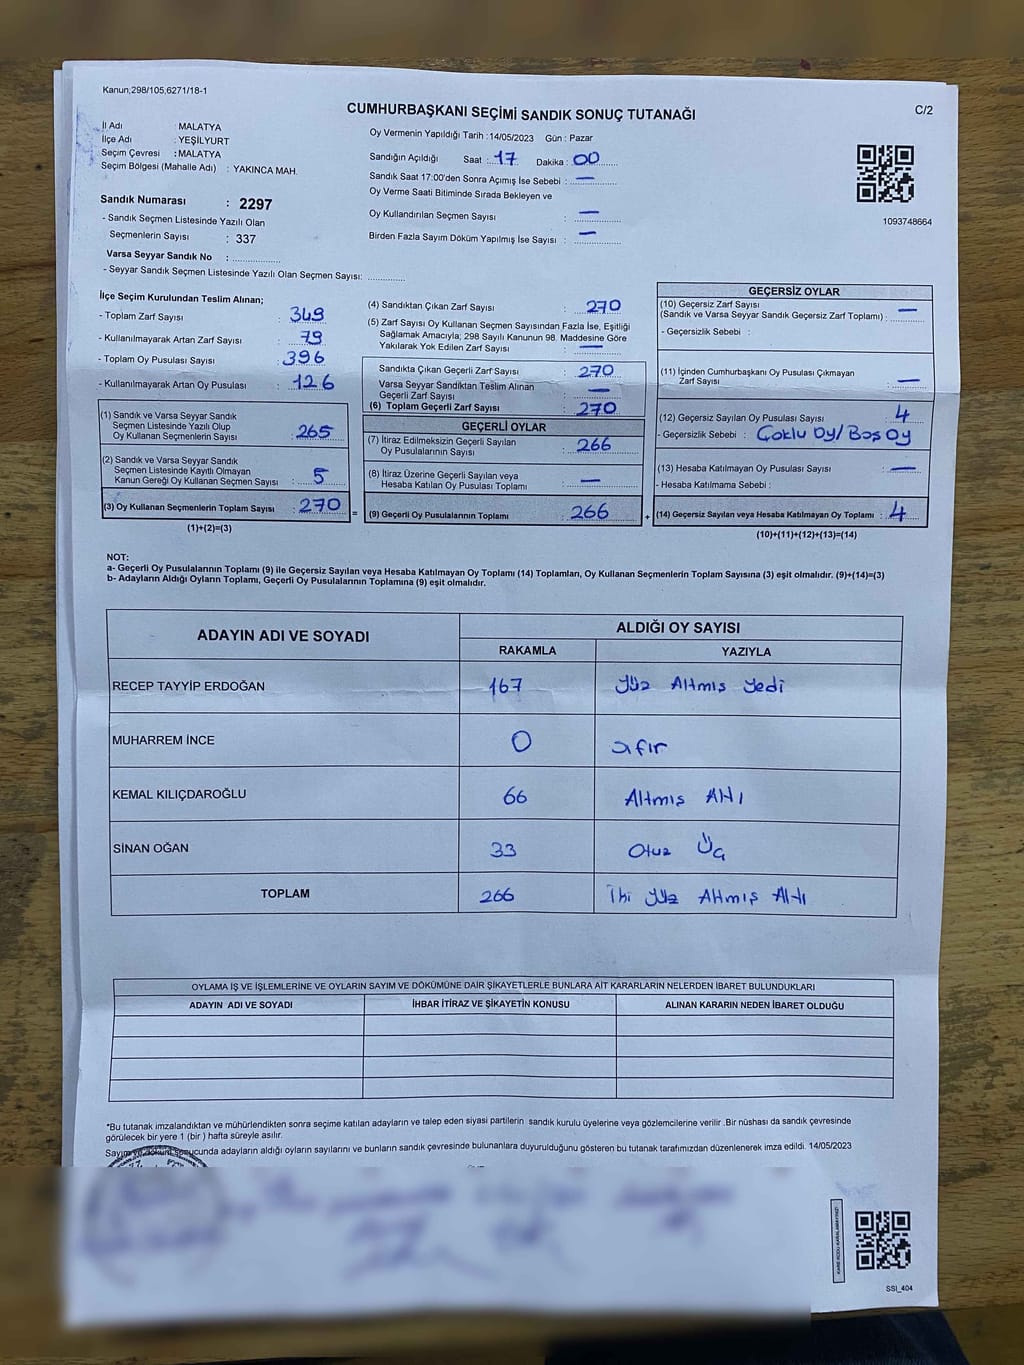 Kanun,298/105,6271/18-1
C/2
CUMHURBAŞKANI SEÇİMİ SANDIK SONUÇ TUTANAĞI
İl Adı : MALATYA
İlçe Adı : YEŞİLYURT
Seçim Çevresi : MALATYA
Seçim Bölgesi (Mahalle Adı) : YAKINCA MAH.
Sandık Numarası : 2297
- Sandık Seçmen Listesinde Yazılı Olan
Seçmenlerin Sayısı : 337
Varsa Seyyar Sandık No : ..............
- Seyyar Sandık Seçmen Listesinde Yazılı Olan Seçmen Sayısı: ............
Oy Vermenin Yapıldığı Tarih :14/05/2023 Gün : Pazar
Sandığın Açıldığı Saat : 17 Dakika : 00
Sandık Saat 17:00'den Sonra Açımış İse Sebebi : —
Oy Verme Saati Bitiminde Sırada Bekleyen ve
Oy Kullandırılan Seçmen Sayısı : —
Birden Fazla Sayım Döküm Yapılmış İse Sayısı : —
1093748664
İlçe Seçim Kurulundan Teslim Alınan;
- Toplam Zarf Sayısı : 349
- Kullanılmayarak Artan Zarf Sayısı : 79
- Toplam Oy Pusulası Sayısı : 396
- Kullanılmayarak Artan Oy Pusulası : 126
(1) Sandık ve Varsa Seyyar Sandık
Seçmen Listesinde Yazılı Olup
Oy Kullanan Seçmenlerin Sayısı : 265
(2) Sandık ve Varsa Seyyar Sandık
Seçmen Listesinde Kayıtlı Olmayan
Kanun Gereği Oy Kullanan Seçmen Sayısı : 5
(3) Oy Kullanan Seçmenlerin Toplam Sayısı : 270 =
(1)+(2)=(3)
(4) Sandıktan Çıkan Zarf Sayısı : 270
(5) Zarf Sayısı Oy Kullanan Seçmen Sayısından Fazla İse, Eşitliği
Sağlamak Amacıyla; 298 Sayılı Kanunun 98. Maddesine Göre
Yakılarak Yok Edilen Zarf Sayısı : —
Sandıkta Çıkan Geçerli Zarf Sayısı : 270
Varsa Seyyar Sandıktan Teslim Alınan
Geçerli Zarf Sayısı : —
(6) Toplam Geçerli Zarf Sayısı : 270
GEÇERLİ OYLAR
(7) İtiraz Edilmeksizin Geçerli Sayılan
Oy Pusulalarının Sayısı : 266
(8) İtiraz Üzerine Geçerli Sayılan veya
Hesaba Katılan Oy Pusulası Toplamı : —
(9) Geçerli Oy Pusulalarının Toplamı : 266 +
GEÇERSİZ OYLAR
(10) Geçersiz Zarf Sayısı
(Sandık ve Varsa Seyyar Sandık Geçersiz Zarf Toplamı) : —
- Geçersizlik Sebebi :
(11) İçinden Cumhurbaşkanı Oy Pusulası Çıkmayan
Zarf Sayısı : —
(12) Geçersiz Sayılan Oy Pusulası Sayısı : 4
- Geçersizlik Sebebi : Çoklu Oy/Boş Oy
(13) Hesaba Katılmayan Oy Pusulası Sayısı : —
- Hesaba Katılmama Sebebi :
(14) Geçersiz Sayılan veya Hesaba Katılmayan Oy Toplamı : 4
(10)+(11)+(12)+(13)=(14)
NOT:
a- Geçerli Oy Pusulalarının Toplamı (9) ile Geçersiz Sayılan veya Hesaba Katılmayan Oy Toplamı (14) Toplamları, Oy Kullanan Seçmenlerin Toplam Sayısına (3) eşit olmalıdır. (9)+(14)=(3)
b- Adayların Aldığı Oyların Toplamı, Geçerli Oy Pusulalarının Toplamına (9) eşit olmalıdır.
ADAYIN ADI VE SOYADI ALDIĞI OY SAYISI
RAKAMLA YAZIYLA
RECEP TAYYİP ERDOĞAN 167 Yüz Altmış Yedi
MUHARREM İNCE 0 sıfır
KEMAL KILIÇDAROĞLU 66 Altmış Altı
SİNAN OĞAN 33 Otuz Üç
TOPLAM 266 İki Yüz Altmış Altı
OYLAMA İŞ VE İŞLEMLERİNE VE OYLARIN SAYIM VE DÖKÜMÜNE DAİR ŞİKAYETLERLE BUNLARA AİT KARARLARIN NELERDEN İBARET BULUNDUKLARI
ADAYIN ADI VE SOYADI İHBAR İTİRAZ VE ŞİKAYETİN KONUSU ALINAN KARARIN NEDEN İBARET OLDUĞU
*Bu tutanak imzalandıktan ve mühürlendikten sonra seçime katılan adayların ve talep eden siyasi partilerin sandık kurulu üyelerine veya gözlemcilerine verilir .Bir nüshası da sandık çevresinde
görülecek bir yere 1 (bir ) hafta süreyle asılır.
Sayım ve döküm sonucunda adayların aldığı oyların sayılarını ve bunların sandık çevresinde bulunanlara duyurulduğunu gösteren bu tutanak tarafımızdan düzenlenerek imza edildi. 14/05/2023
KARE KODU KARALAMAYINIZ!
SSİ_404